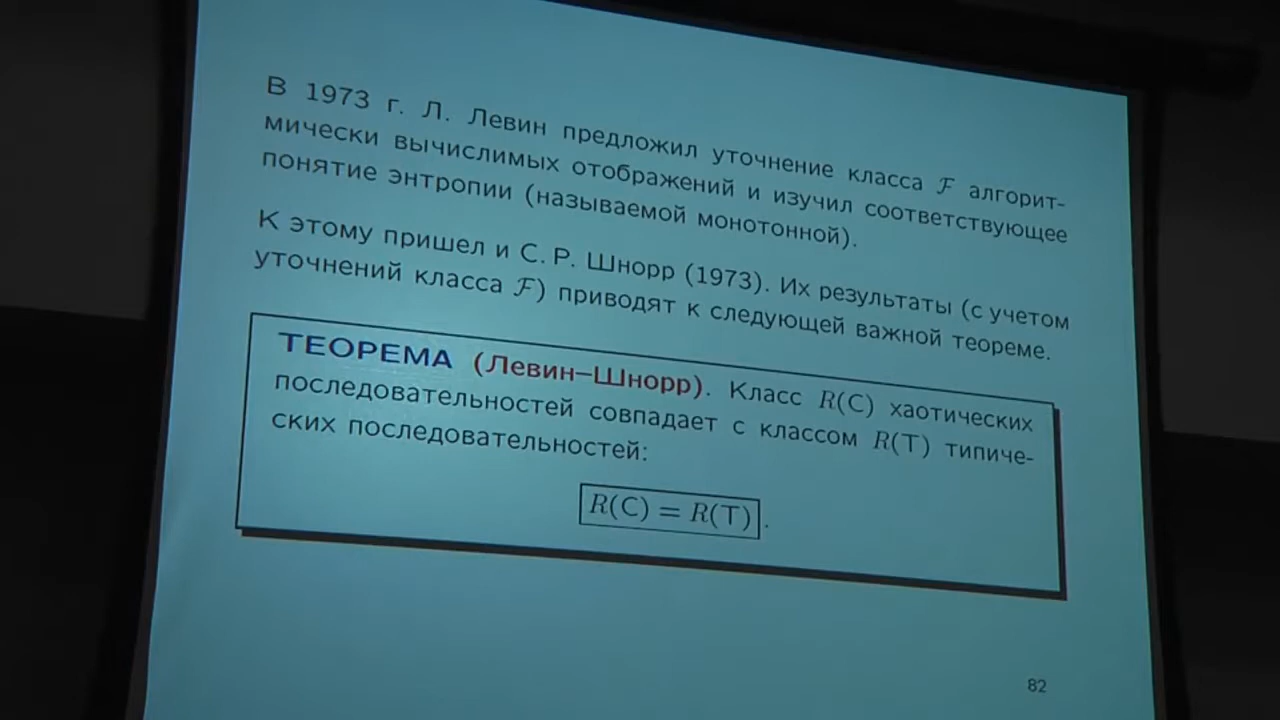 В 1973 г. Л. Левин предложил уточнение класса ℱ алгорит-
мически вычислимых отображений и изучил соответствующее
понятие энтропии (называемой монотонной).
К этому пришел и С. Р. Шнорр (1973). Их результаты (с учетом
уточнений класса ℱ) приводят к следующей важной теореме.
ТЕОРЕМА (Левин–Шнорр). Класс R(C) хаотических
последовательностей совпадает с классом R(T) типиче-
ских последовательностей:
R(C) = R(T).
82